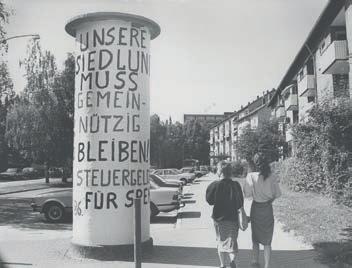 UNSERE
SIEDLUN
MUSS
GEMEIN-
NÜTZIG
BLEIBEN!
STEUERGEL
FÜR SPE